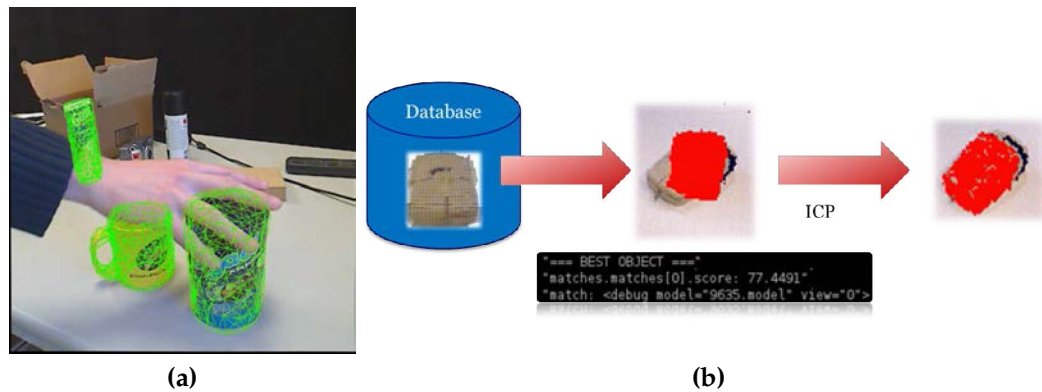 Database
ICP
"=== BEST OBJECT ==="
"matches.matches[0].score: 77.4491"
"match: <debug model="9635.model" view="0">
(a)
(b)